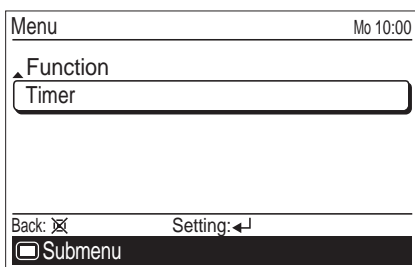 Menu Mo 10:00
Function
Timer
Back: Setting:
Submenu